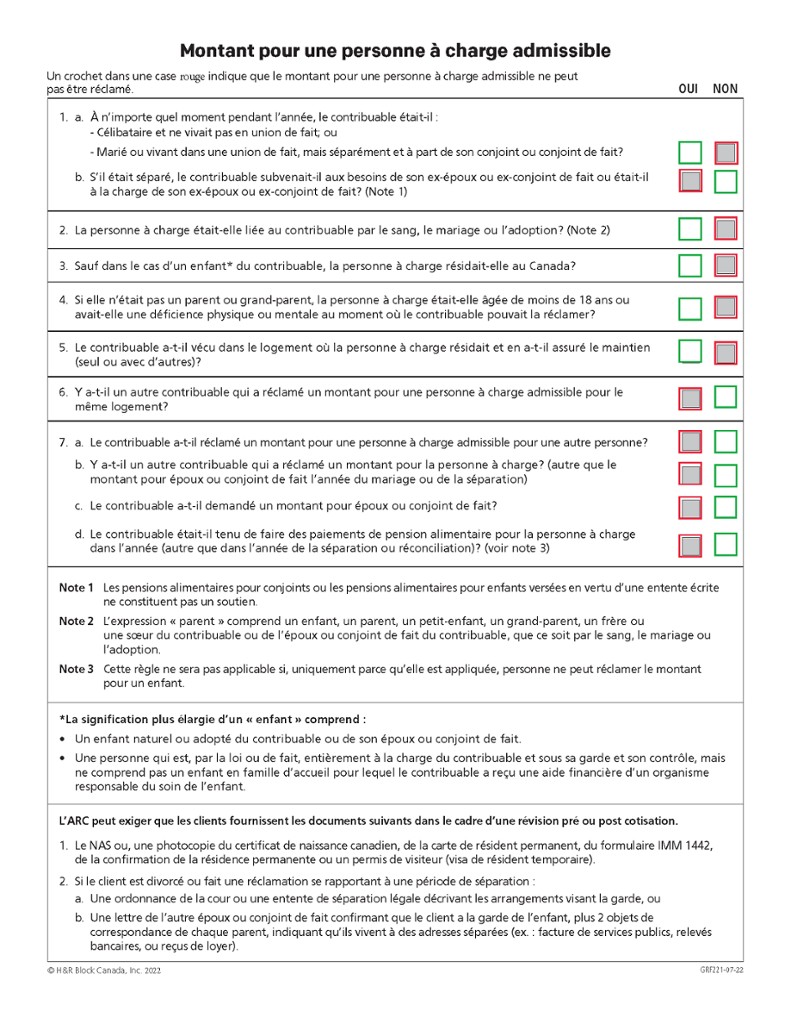 Montant pour une personne à charge admissible
Un crochet dans une case rouge indique que le montant pour une personne à charge admissible ne peut
pas être réclamé.
OUI NON
1. a. À n'importe quel moment pendant l'année, le contribuable était-il :
- Célibataire et ne vivait pas en union de fait; ou
- Marié ou vivant dans une union de fait, mais séparément et à part de son conjoint ou conjoint de fait?
b. S'il était séparé, le contribuable subvenait-il aux besoins de son ex-époux ou ex-conjoint de fait ou était-il
à la charge de son ex-époux ou ex-conjoint de fait? (Note 1)
2. La personne à charge était-elle liée au contribuable par le sang, le mariage ou l'adoption? (Note 2)
3. Sauf dans le cas d'un enfant* du contribuable, la personne à charge résidait-elle au Canada?
4. Si elle n'était pas un parent ou grand-parent, la personne à charge était-elle âgée de moins de 18 ans ou
avait-elle une déficience physique ou mentale au moment où le contribuable pouvait la réclamer?
5. Le contribuable a-t-il vécu dans le logement où la personne à charge résidait et en a-t-il assuré le maintien
(seul ou avec d'autres)?
6. Y a-t-il un autre contribuable qui a réclamé un montant pour une personne à charge admissible pour le
même logement?
7. a. Le contribuable a-t-il réclamé un montant pour une personne à charge admissible pour une autre personne?
b. Y a-t-il un autre contribuable qui a réclamé un montant pour la personne à charge? (autre que le
montant pour époux ou conjoint de fait l'année du mariage ou de la séparation)
c. Le contribuable a-t-il demandé un montant pour époux ou conjoint de fait?
d. Le contribuable était-il tenu de faire des paiements de pension alimentaire pour la personne à charge
dans l'année (autre que dans l'année de la séparation ou réconciliation)? (voir note 3)
Note 1 Les pensions alimentaires pour conjoints ou les pensions alimentaires pour enfants versées en vertu d'une entente écrite
ne constituent pas un soutien.
Note 2 L'expression « parent » comprend un enfant, un parent, un petit-enfant, un grand-parent, un frère ou
une sœur du contribuable ou de l'époux ou conjoint de fait du contribuable, que ce soit par le sang, le mariage ou
l'adoption.
Note 3 Cette règle ne sera pas applicable si, uniquement parce qu'elle est appliquée, personne ne peut réclamer le montant
pour un enfant.
*La signification plus élargie d'un « enfant » comprend :
• Un enfant naturel ou adopté du contribuable ou de son époux ou conjoint de fait.
• Une personne qui est, par la loi ou de fait, entièrement à la charge du contribuable et sous sa garde et son contrôle, mais
ne comprend pas un enfant en famille d'accueil pour lequel le contribuable a reçu une aide financière d'un organisme
responsable du soin de l'enfant.
L'ARC peut exiger que les clients fournissent les documents suivants dans le cadre d'une révision pré ou post cotisation.
1. Le NAS ou, une photocopie du certificat de naissance canadien, de la carte de résident permanent, du formulaire IMM 1442,
de la confirmation de la résidence permanente ou un permis de visiteur (visa de résident temporaire).
2. Si le client est divorcé ou fait une réclamation se rapportant à une période de séparation :
a. Une ordonnance de la cour ou une entente de séparation légale décrivant les arrangements visant la garde, ou
b. Une lettre de l'autre époux ou conjoint de fait confirmant que le client a la garde de l'enfant, plus 2 objets de
correspondance de chaque parent, indiquant qu'ils vivent à des adresses séparées (ex. : facture de services publics, relevés
bancaires, ou reçus de loyer).
© H&R Block Canada, Inc. 2022
GRF221-07-22